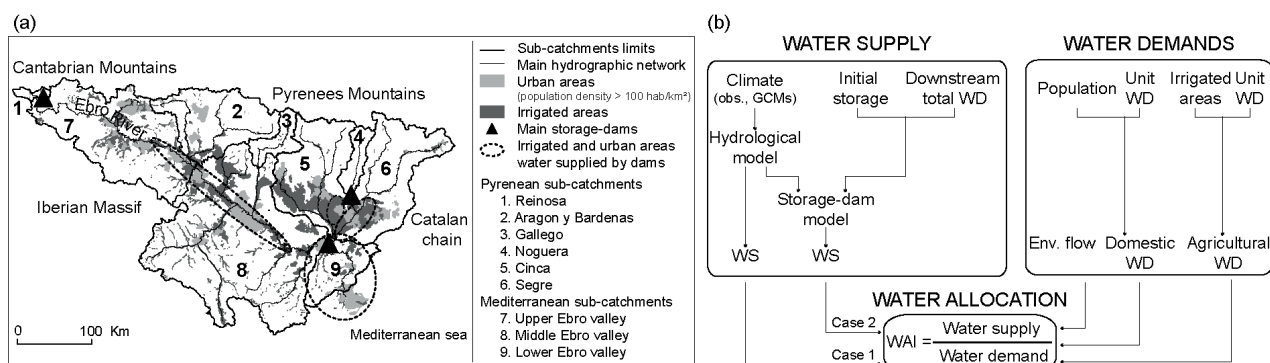 (a)
Cantabrian Mountains
Pyrenees Mountains
1
7
Ebro River
2
3
4
5
6
Iberian Massif
Catalan
chain
8
9
0 100 Km
Mediterranean sea
Sub-catchments limits
Main hydrographic network
Urban areas
(population density > 100 hab/km²)
Irrigated areas
Main storage-dams
Irrigated and urban areas
water supplied by dams
Pyrenean sub-catchments
1. Reinosa
2. Aragon y Bardenas
3. Gallego
4. Noguera
5. Cinca
6. Segre
Mediterranean sub-catchments
7. Upper Ebro valley
8. Middle Ebro valley
9. Lower Ebro valley
(b)
WATER SUPPLY
Climate
(obs., GCMs)
Initial
storage
Downstream
total WD
Hydrological
model
Storage-dam
model
WS
WS
WATER DEMANDS
Population
Unit
WD
Irrigated
areas
Unit
WD
Env. flow
Domestic
WD
Agricultural
WD
WATER ALLOCATION
Case 2
Case 1
WAI = Water supply
Water demand